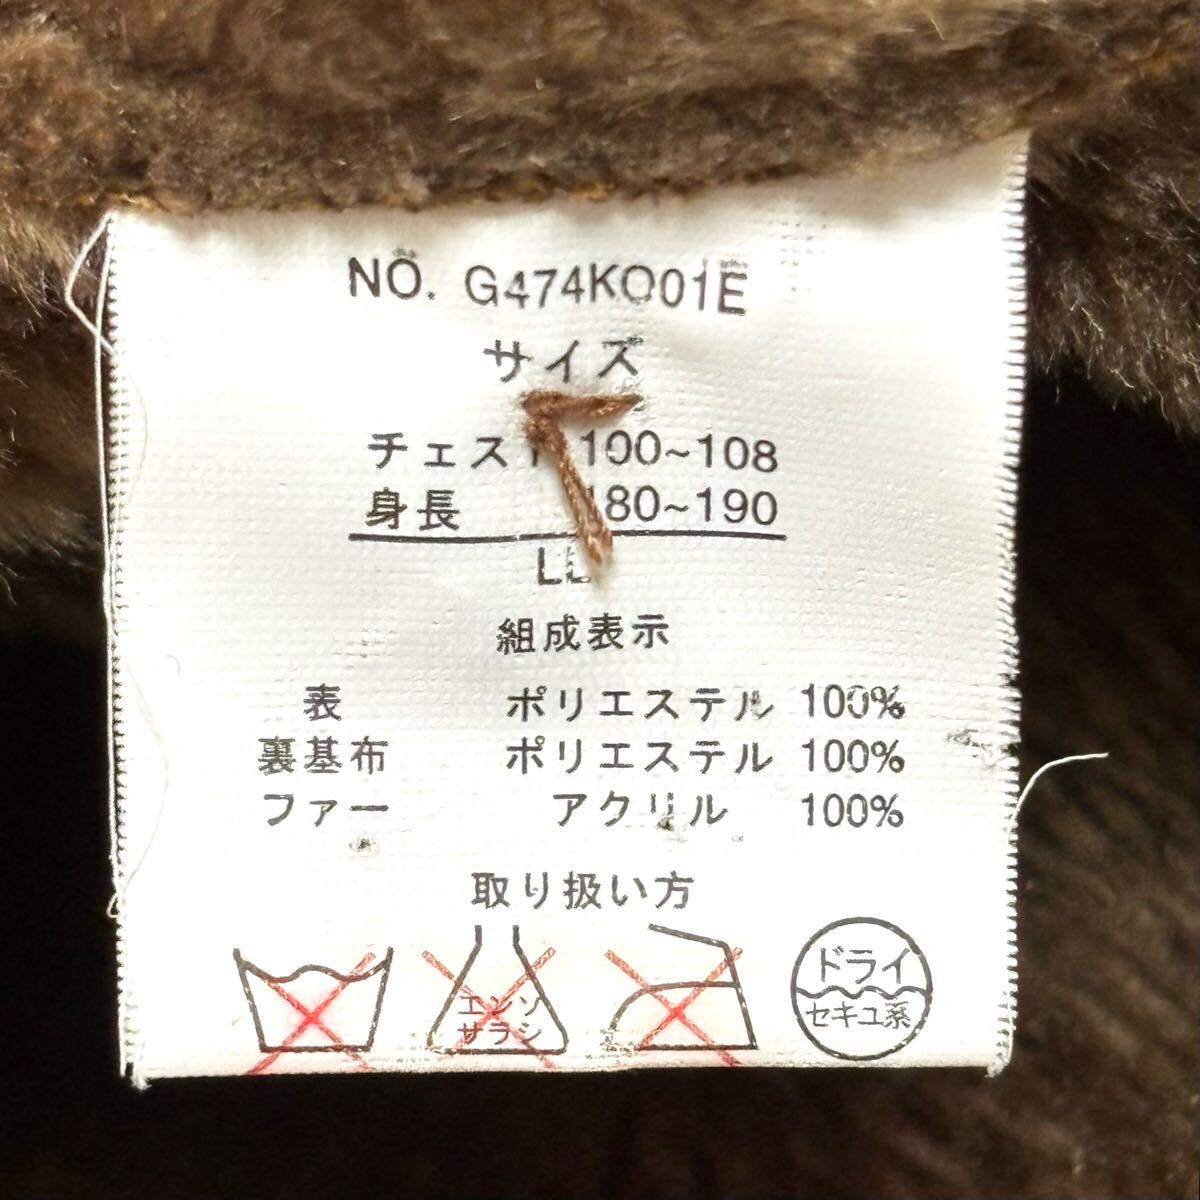 NO. G474KO01E
サイズ
チェスト 100~108
身長 180~190
LL
組成表示
表 ポリエステル 100%
裏基布 ポリエステル 100%
ファー アクリル 100%
取り扱い方
エンソ
サラシ
ドライ
セキユ系